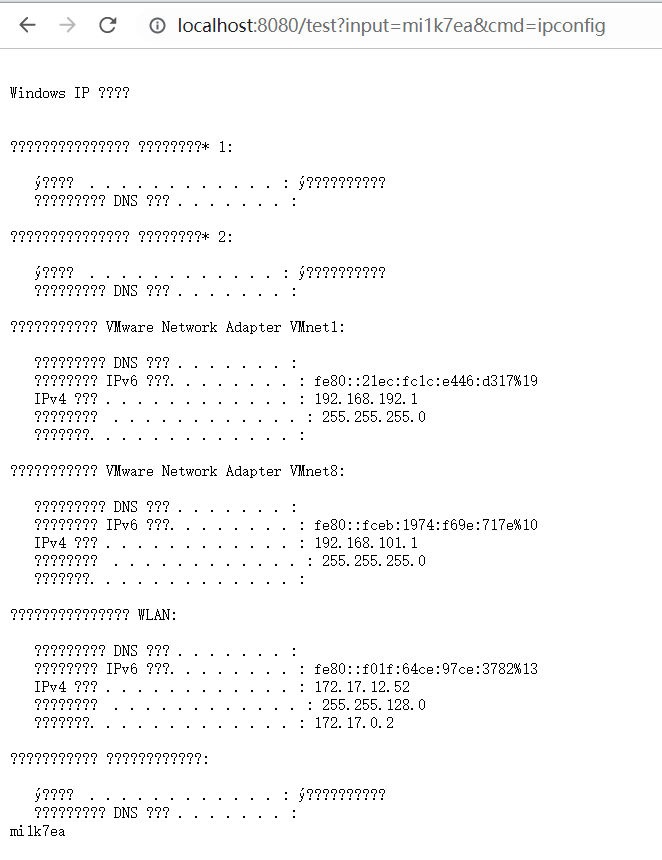 localhost:8080/test?input=mi1k7ea&cmd=ipconfig
Windows IP ????
??????????????? ????????* 1:
ý???? . . . . . . . . . . . . . : ý??????????
????????? DNS ??? . . . . . . . :
??????????????? ????????* 2:
ý???? . . . . . . . . . . . . . : ý??????????
????????? DNS ??? . . . . . . . :
??????????? VMware Network Adapter VMnet1:
????????? DNS ??? . . . . . . . :
???????? IPv6 ???. . . . . . . . : fe80::21ec:fc1c:e446:d317%19
IPv4 ??? . . . . . . . . . . . . : 192.168.192.1
???????? . . . . . . . . . . . . : 255.255.255.0
???????. . . . . . . . . . . . . :
??????????? VMware Network Adapter VMnet8:
????????? DNS ??? . . . . . . . :
???????? IPv6 ???. . . . . . . . : fe80::fceb:1974:f69e:717e%10
IPv4 ??? . . . . . . . . . . . . : 192.168.101.1
???????? . . . . . . . . . . . . : 255.255.255.0
???????. . . . . . . . . . . . . :
??????????????? WLAN:
????????? DNS ??? . . . . . . . :
???????? IPv6 ???. . . . . . . . : fe80::f01f:64ce:97ce:3782%13
IPv4 ??? . . . . . . . . . . . . : 172.17.12.52
???????? . . . . . . . . . . . . : 255.255.128.0
???????. . . . . . . . . . . . . : 172.17.0.2
??????????? ????????????:
ý???? . . . . . . . . . . . . . : ý??????????
????????? DNS ??? . . . . . . . :
mi1k7ea